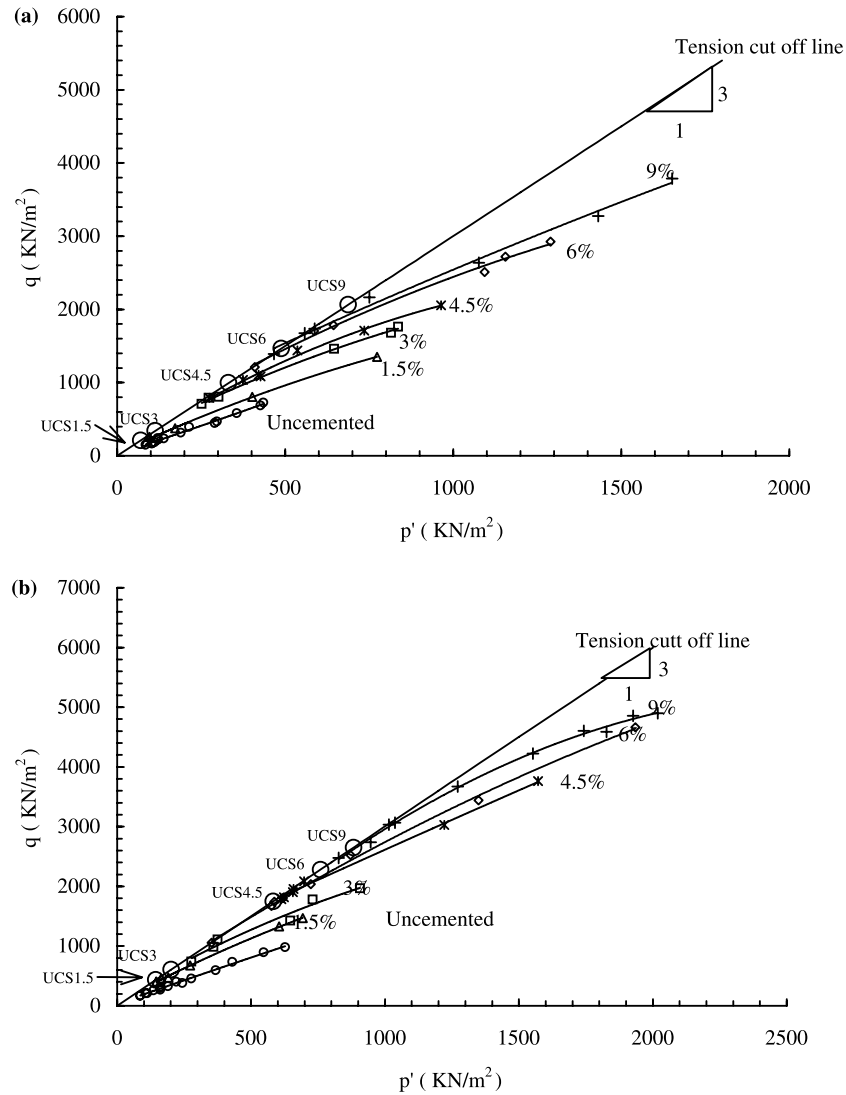 (a)
6000
5000
4000
3000
2000
1000
0
q ( KN/m²)
Tension cut off line
3
1
9%
6%
4.5%
3%
1.5%
Uncemented
UCS9
UCS6
UCS4.5
UCS3
UCS1.5
0 500 1000 1500 2000
p' ( KN/m²)
(b)
7000
6000
5000
4000
3000
2000
1000
0
q ( KN/m²)
Tension cutt off line
3
1
9%
6%
4.5%
3%
1.5%
Uncemented
UCS9
UCS6
UCS4.5
UCS3
UCS1.5
0 500 1000 1500 2000 2500
p' ( KN/m²)